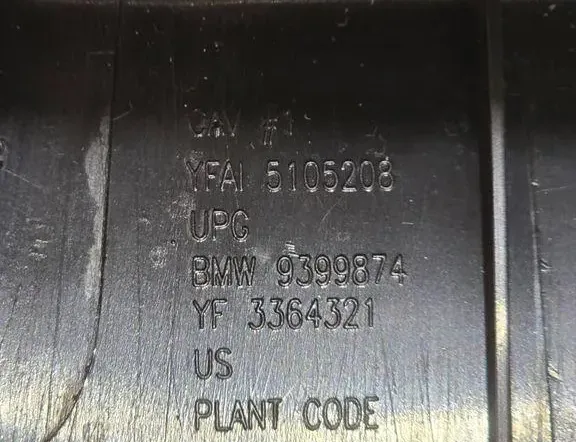 CAV #1
YFAI 5105208
UPG
BMW 9399874
YF 3364321
US
PLANT CODE